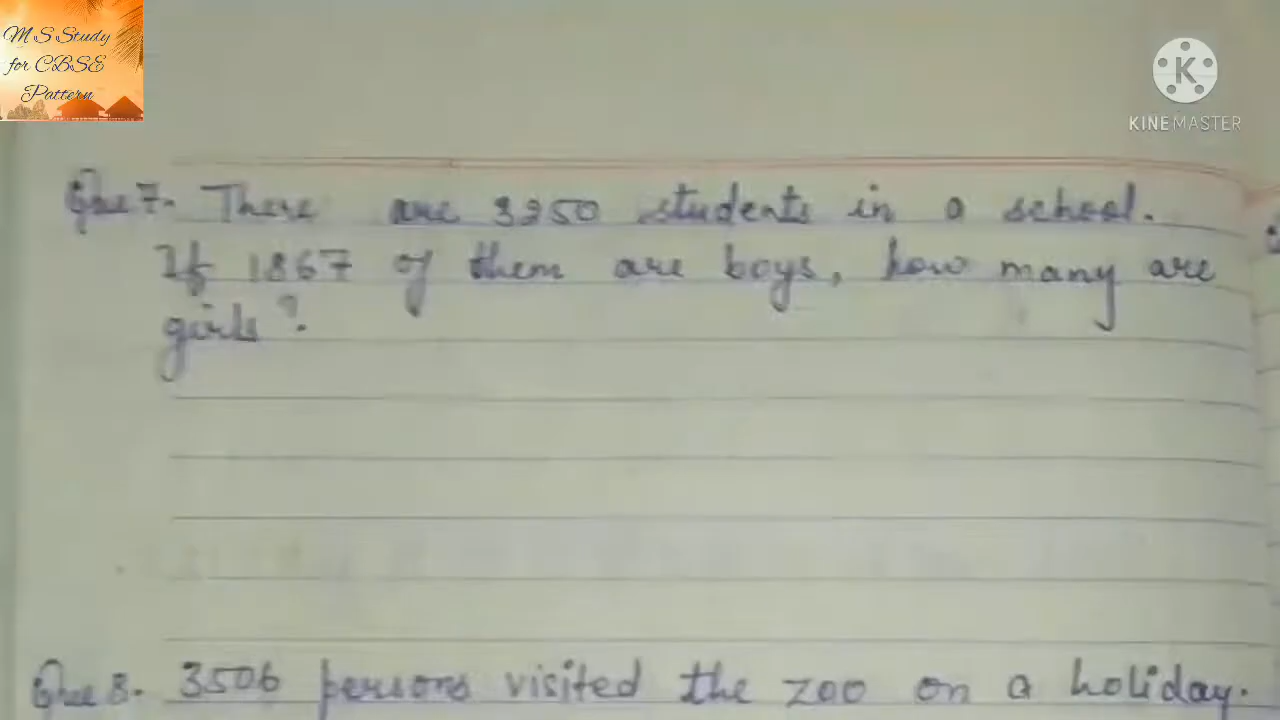 M S Study
for CBSE
Pattern
K
KINEMASTER
Que 7. There are 3250 students in a school.
If 1867 of them are boys, how many are
girls?
Que 8. 3506 persons visited the zoo on a holiday.